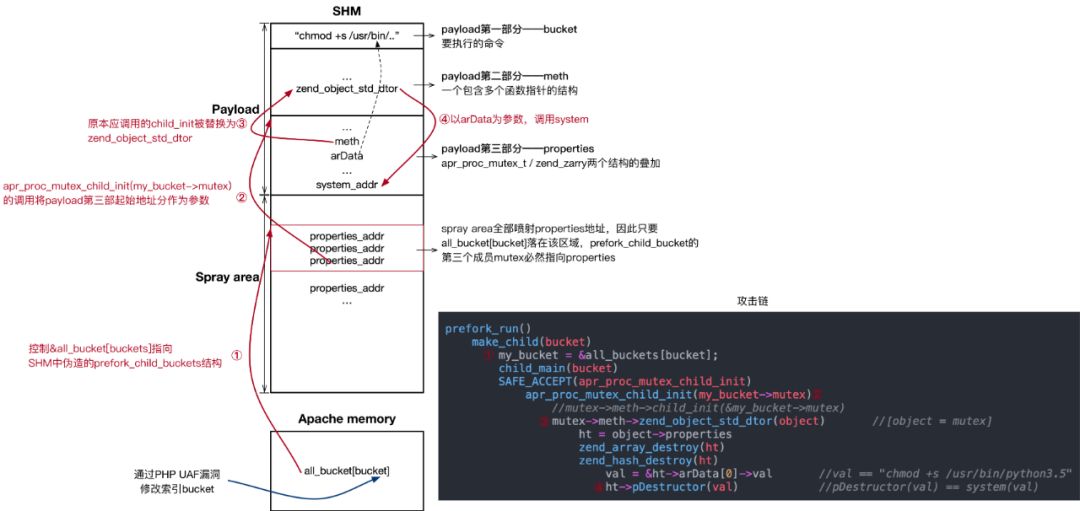 SHM
"chmod +s /usr/bin/.."
payload第一部分——bucket
要执行的命令
...
zend_object_std_dtor
payload第二部分——meth
一个包含多个函数指针的结构
Payload
原本应调用的child_init被替换为③
zend_object_std_dtor
④以arData为参数，调用system
...
meth
arData
...
system_addr
payload第三部分——properties
apr_proc_mutex_t / zend_zarry两个结构的叠加
apr_proc_mutex_child_init(my_bucket->mutex)
的调用将payload第三部起始地址分作为参数
②
properties_addr
properties_addr
properties_addr
spray area全部喷射properties地址，因此只要
all_bucket[bucket]落在该区域，prefork_child_bucket的
第三个成员mutex必然指向properties
Spray area
properties_addr
...
控制&all_bucket[buckets]指向
SHM中伪造的prefork_child_buckets结构
①
Apache memory
all_bucket[bucket]
通过PHP UAF漏洞
修改索引bucket
攻击链
prefork_run()
make_child(bucket)
① my_bucket = &all_buckets[bucket];
child_main(bucket)
SAFE_ACCEPT(apr_proc_mutex_child_init)
apr_proc_mutex_child_init(my_bucket->mutex)②
//mutex->meth->child_init(&my_bucket->mutex)
③ mutex->meth->zend_object_std_dtor(object) //[object = mutex]
ht = object->properties
zend_array_destroy(ht)
zend_hash_destroy(ht)
val = &ht->arData[0]->val //val == "chmod +s /usr/bin/python3.5"
④ht->pDestructor(val) //pDestructor(val) == system(val)